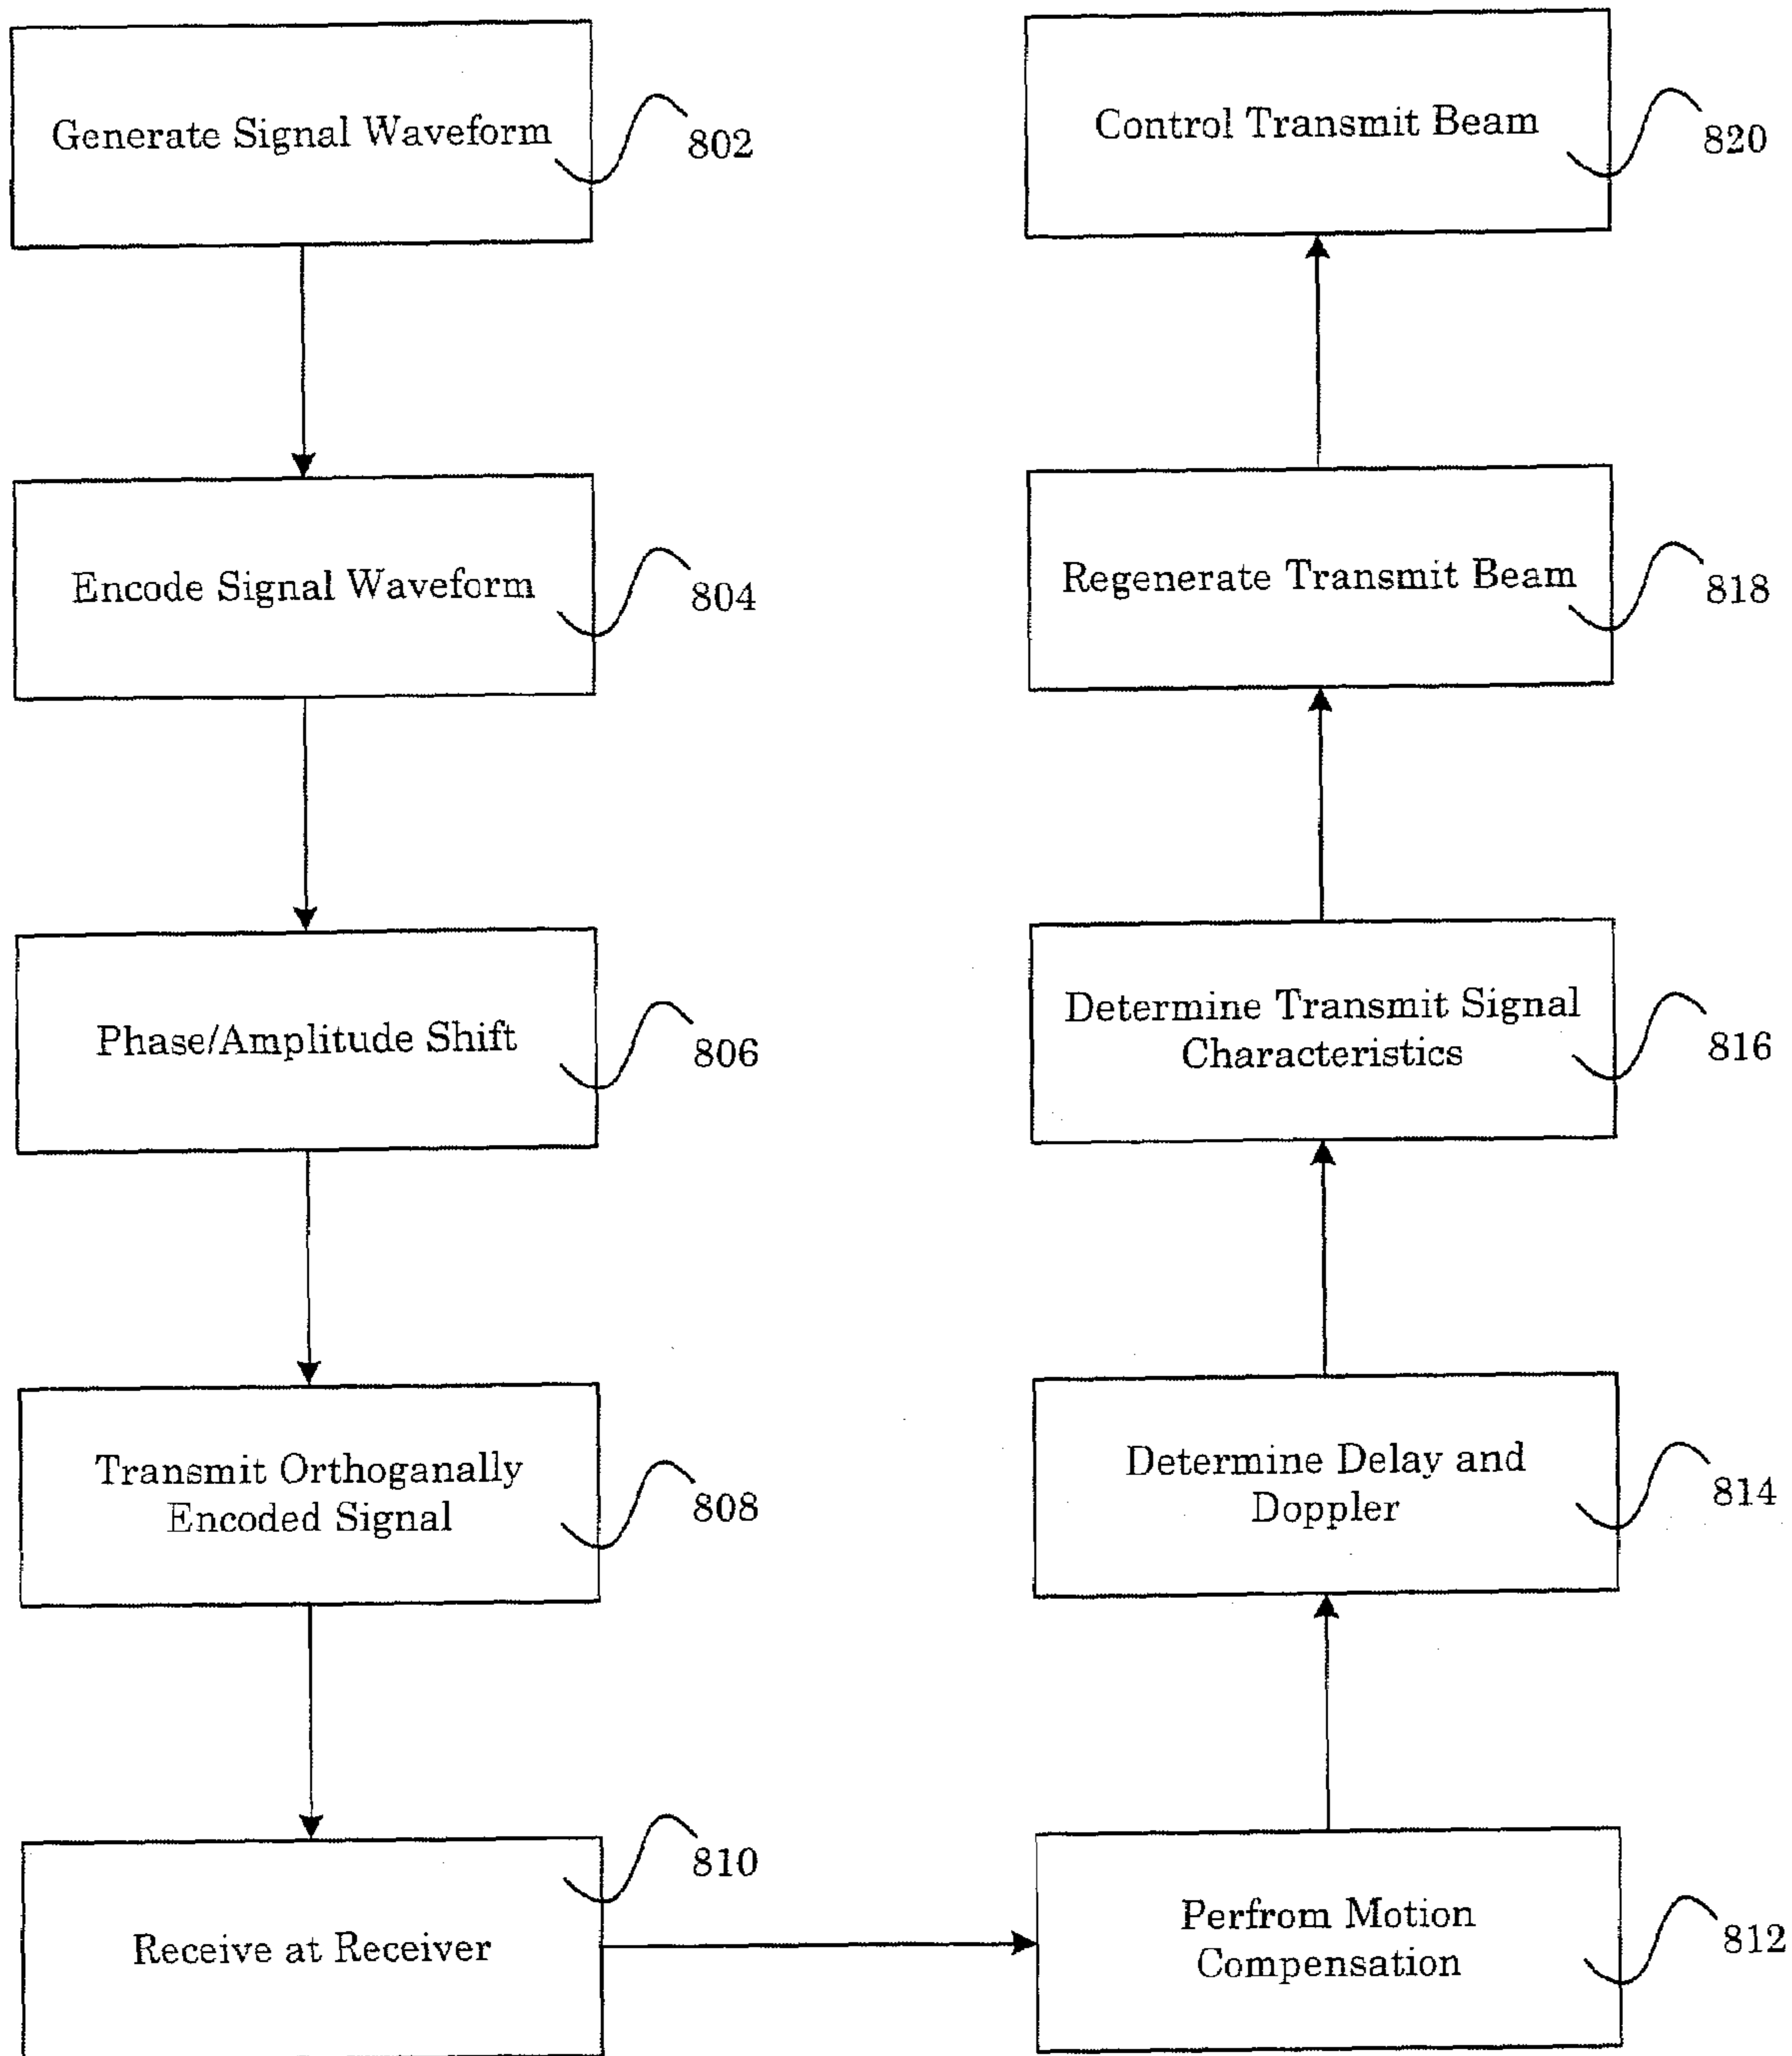 Generate Signal Waveform
802
Encode Signal Waveform
804
Phase/Amplitude Shift
806
Transmit Orthoganally
Encoded Signal
808
Receive at Receiver
810
Perfrom Motion
Compensation
812
Determine Delay and
Doppler
814
Determine Transmit Signal
Characteristics
816
Regenerate Transmit Beam
818
Control Transmit Beam
820